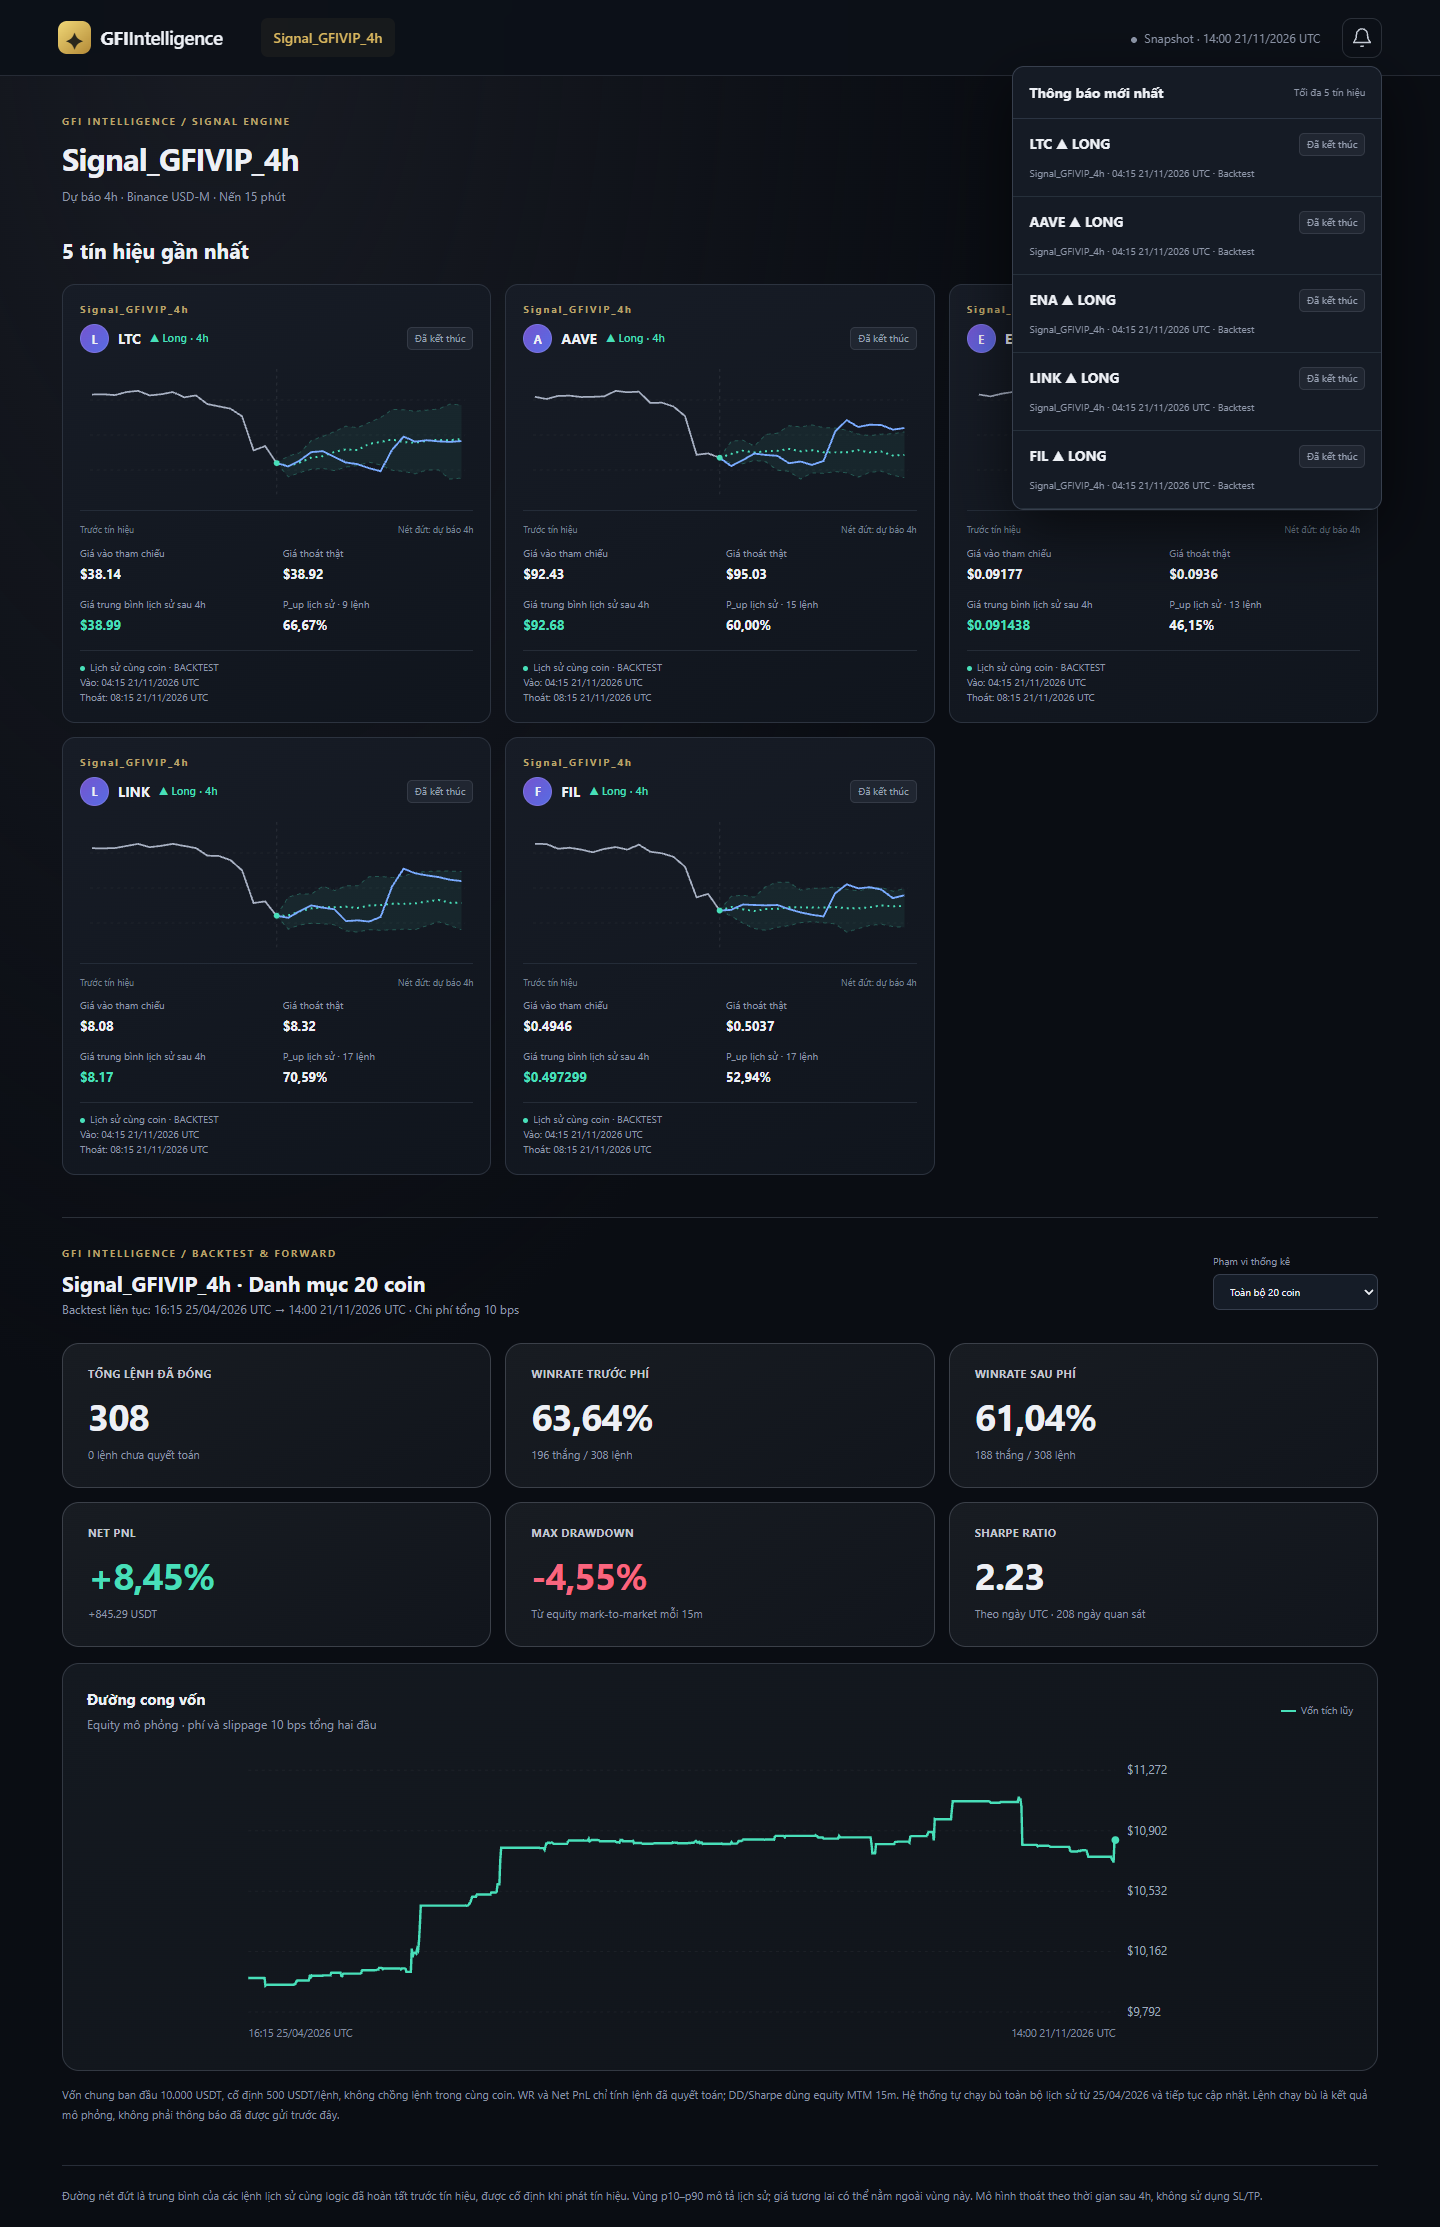 GFIIntelligence
Signal_GFIVIP_4h
Snapshot · 14:00 21/11/2026 UTC
Thông báo mới nhất
Tối đa 5 tín hiệu
LTC ▲ LONG
Đã kết thúc
Signal_GFIVIP_4h · 04:15 21/11/2026 UTC · Backtest
AAVE ▲ LONG
Đã kết thúc
Signal_GFIVIP_4h · 04:15 21/11/2026 UTC · Backtest
ENA ▲ LONG
Đã kết thúc
Signal_GFIVIP_4h · 04:15 21/11/2026 UTC · Backtest
LINK ▲ LONG
Đã kết thúc
Signal_GFIVIP_4h · 04:15 21/11/2026 UTC · Backtest
FIL ▲ LONG
Đã kết thúc
Signal_GFIVIP_4h · 04:15 21/11/2026 UTC · Backtest
GFI INTELLIGENCE / SIGNAL ENGINE
Signal_GFIVIP_4h
Dự báo 4h · Binance USD-M · Nến 15 phút
5 tín hiệu gần nhất
Signal_GFIVIP_4h
L LTC ▲ Long · 4h
Đã kết thúc
Trước tín hiệu
Nét đứt: dự báo 4h
Giá vào tham chiếu
Giá thoát thật
$38.14
$38.92
Giá trung bình lịch sử sau 4h
P_up lịch sử · 9 lệnh
$38.99
66,67%
Lịch sử cùng coin · BACKTEST
Vào: 04:15 21/11/2026 UTC
Thoát: 08:15 21/11/2026 UTC
Signal_GFIVIP_4h
A AAVE ▲ Long · 4h
Đã kết thúc
Trước tín hiệu
Nét đứt: dự báo 4h
Giá vào tham chiếu
Giá thoát thật
$92.43
$95.03
Giá trung bình lịch sử sau 4h
P_up lịch sử · 15 lệnh
$92.68
60,00%
Lịch sử cùng coin · BACKTEST
Vào: 04:15 21/11/2026 UTC
Thoát: 08:15 21/11/2026 UTC
Signal_
E E
Trước tín hiệu
Nét đứt: dự báo 4h
Giá vào tham chiếu
Giá thoát thật
$0.09177
$0.0936
Giá trung bình lịch sử sau 4h
P_up lịch sử · 13 lệnh
$0.091438
46,15%
Lịch sử cùng coin · BACKTEST
Vào: 04:15 21/11/2026 UTC
Thoát: 08:15 21/11/2026 UTC
Signal_GFIVIP_4h
L LINK ▲ Long · 4h
Đã kết thúc
Trước tín hiệu
Nét đứt: dự báo 4h
Giá vào tham chiếu
Giá thoát thật
$8.08
$8.32
Giá trung bình lịch sử sau 4h
P_up lịch sử · 17 lệnh
$8.17
70,59%
Lịch sử cùng coin · BACKTEST
Vào: 04:15 21/11/2026 UTC
Thoát: 08:15 21/11/2026 UTC
Signal_GFIVIP_4h
F FIL ▲ Long · 4h
Đã kết thúc
Trước tín hiệu
Nét đứt: dự báo 4h
Giá vào tham chiếu
Giá thoát thật
$0.4946
$0.5037
Giá trung bình lịch sử sau 4h
P_up lịch sử · 17 lệnh
$0.497299
52,94%
Lịch sử cùng coin · BACKTEST
Vào: 04:15 21/11/2026 UTC
Thoát: 08:15 21/11/2026 UTC
GFI INTELLIGENCE / BACKTEST & FORWARD
Signal_GFIVIP_4h · Danh mục 20 coin
Backtest liên tục: 16:15 25/04/2026 UTC → 14:00 21/11/2026 UTC · Chi phí tổng 10 bps
Phạm vi thống kê
Toàn bộ 20 coin
TỔNG LỆNH ĐÃ ĐÓNG
308
0 lệnh chưa quyết toán
WINRATE TRƯỚC PHÍ
63,64%
196 thắng / 308 lệnh
WINRATE SAU PHÍ
61,04%
188 thắng / 308 lệnh
NET PNL
+8,45%
+845.29 USDT
MAX DRAWDOWN
-4,55%
Từ equity mark-to-market mỗi 15m
SHARPE RATIO
2.23
Theo ngày UTC · 208 ngày quan sát
Đường cong vốn
Equity mô phỏng · phí và slippage 10 bps tổng hai đầu
Vốn tích lũy
$11,272
$10,902
$10,532
$10,162
$9,792
16:15 25/04/2026 UTC
14:00 21/11/2026 UTC
Vốn chung ban đầu 10.000 USDT, cố định 500 USDT/lệnh, không chồng lệnh trong cùng coin. WR và Net PnL chỉ tính lệnh đã quyết toán; DD/Sharpe dùng equity MTM 15m. Hệ thống tự chạy bù toàn bộ lịch sử từ 25/04/2026 và tiếp tục cập nhật. Lệnh chạy bù là kết quả
mô phỏng, không phải thông báo đã được gửi trước đây.
Đường nét đứt là trung bình của các lệnh lịch sử cùng logic đã hoàn tất trước tín hiệu, được cố định khi phát tín hiệu. Vùng p10–p90 mô tả lịch sử; giá tương lai có thể nằm ngoài vùng này. Mô hình thoát theo thời gian sau 4h, không sử dụng SL/TP.